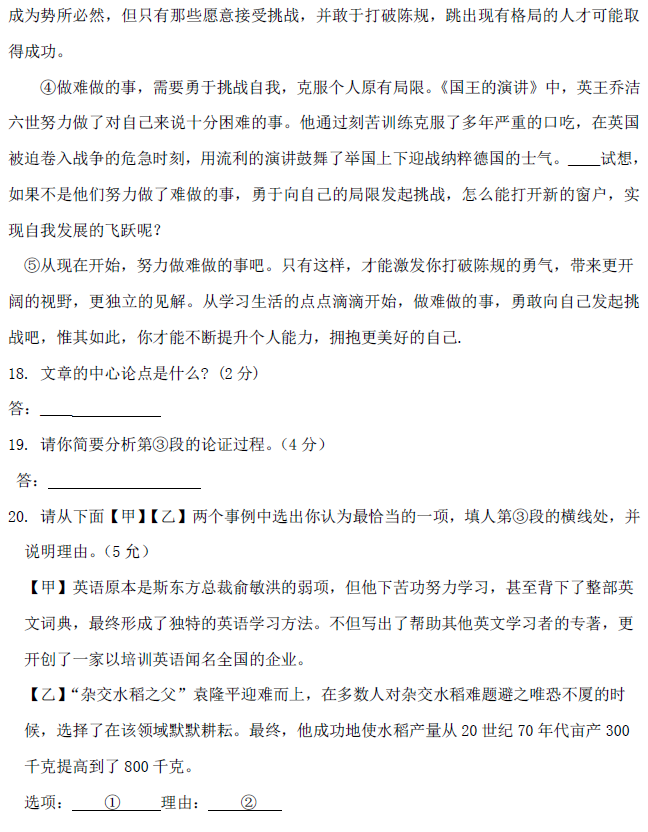 成为势所必然，但只有那些愿意接受挑战，并敢于打破陈规，跳出现有格局的人才可能取
得成功。
④做难做的事，需要勇于挑战自我，克服个人原有局限。《国王的演讲》中，英王乔治
六世努力做了对自己来说十分困难的事。他通过刻苦训练克服了多年严重的口吃，在英国
被迫卷入战争的危急时刻，用流利的演讲鼓舞了举国上下迎战纳粹德国的士气。____试想，
如果不是他们努力做了难做的事，勇于向自己的局限发起挑战，怎么能打开新的窗户，实
现自我发展的飞跃呢？
⑤从现在开始，努力做难做的事吧。只有这样，才能激发你打破陈规的勇气，带来更开
阔的视野，更独立的见解。从学习生活的点点滴滴开始，做难做的事，勇敢向自己发起挑
战吧，惟其如此，你才能不断提升个人能力，拥抱更美好的自己.
18. 文章的中心论点是什么？(2 分)
答：_______________
19. 请你简要分析第③段的论证过程。（4 分）
答：___________________
20. 请从下面【甲】【乙】两个事例中选出你认为最恰当的一项，填人第③段的横线处，并
说明理由。（5 允）
【甲】英语原本是斯东方总裁俞敏洪的弱项，但他下苦功努力学习，甚至背下了整部英
文词典，最终形成了独特的英语学习方法。不但写出了帮助其他英文学习者的专著，更
开创了一家以培训英语闻名全国的企业。
【乙】“杂交水稻之父”袁隆平迎难而上，在多数人对杂交水稻难题避之唯恐不厦的时
候，选择了在该领域默默耕耘。最终，他成功地使水稻产量从 20 世纪 70 年代亩产 300
千克提高到了 800 千克。
选项：____①____理由：____②____